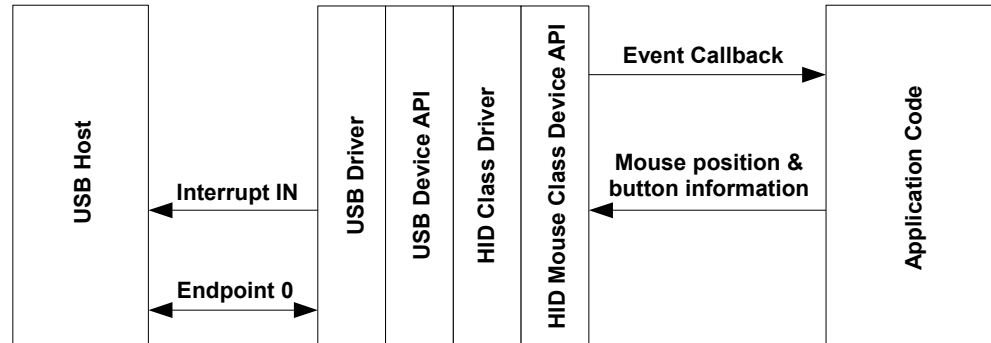 USB Host
Interrupt IN
Endpoint 0
USB Driver
USB Device API
HID Class Driver
HID Mouse Class Device API
Event Callback
Mouse position &
button information
Application Code